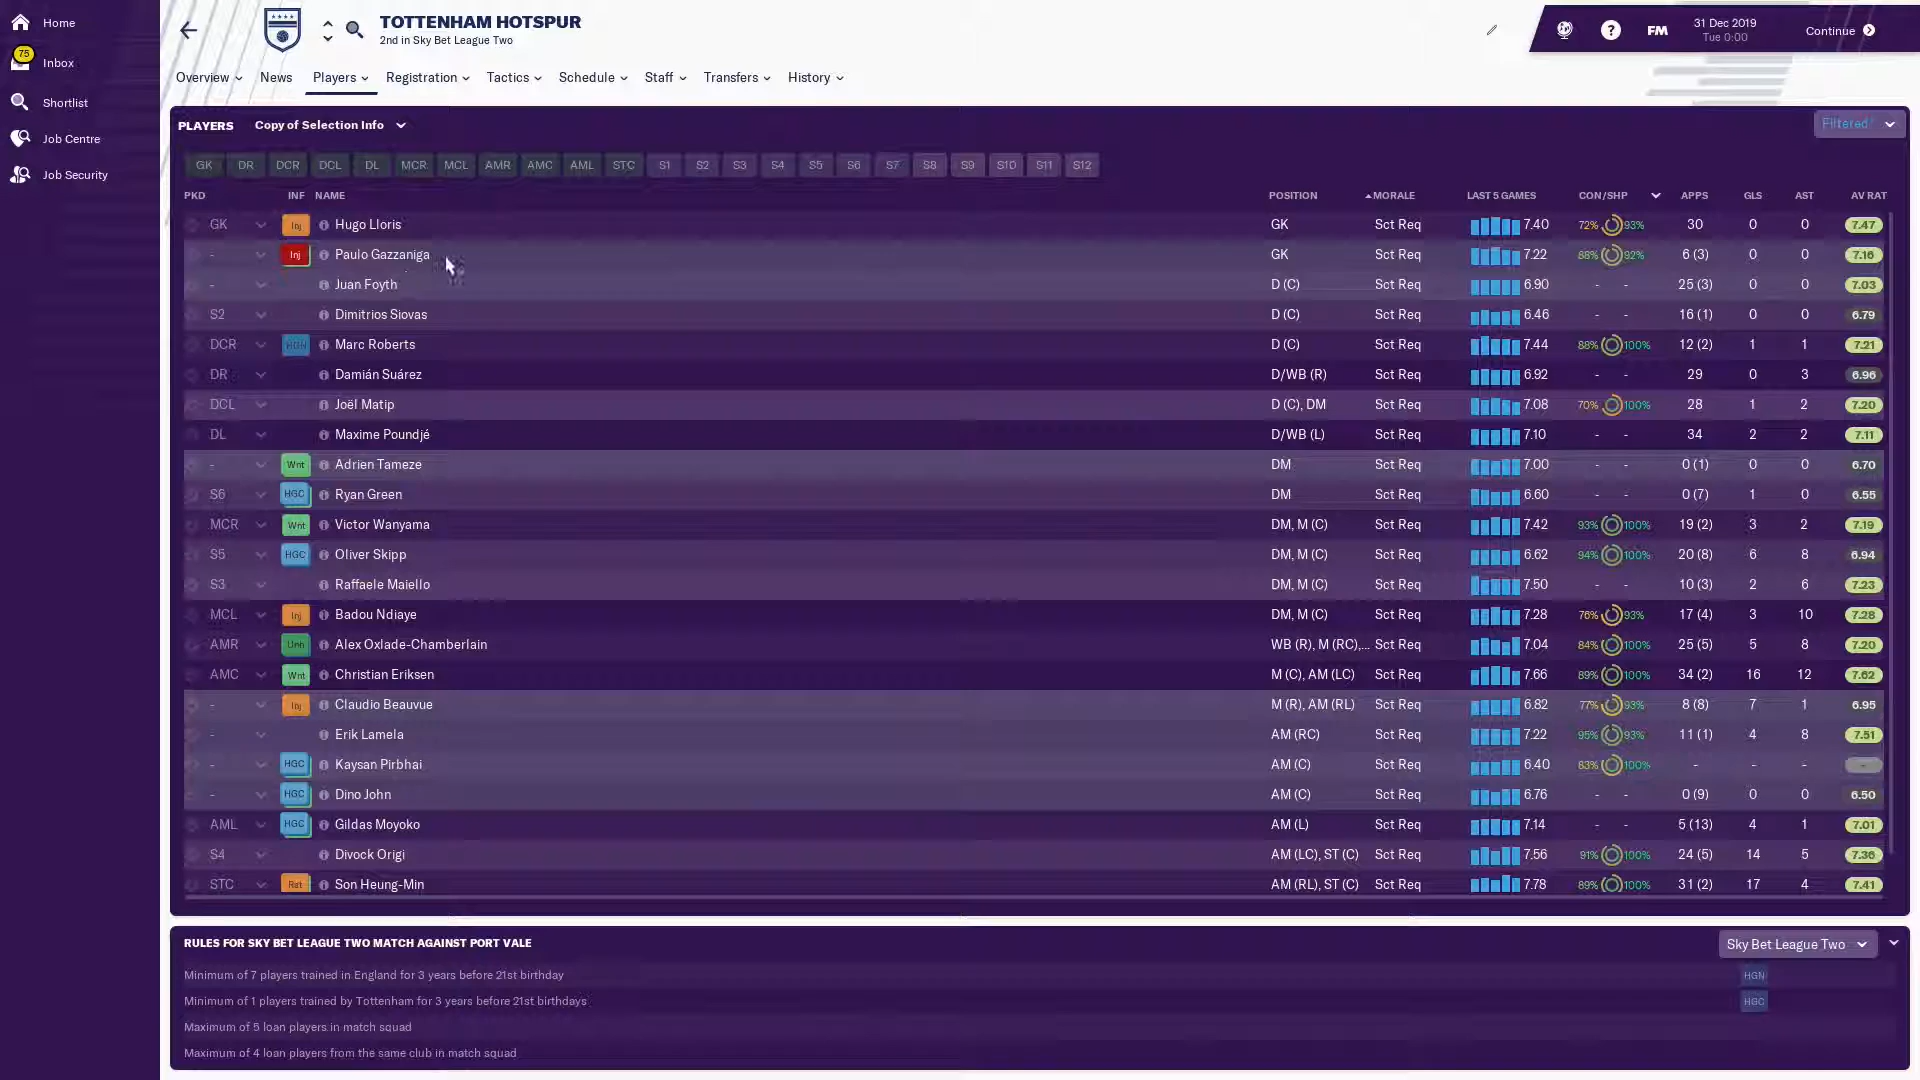 Home
75
Inbox
Shortlist
Job Centre
Job Security
TOTTENHAM HOTSPUR
2nd in Sky Bet League Two
? FM 31 Dec 2019 Tue 0:00 Continue
Overview News Players Registration Tactics Schedule Staff Transfers History
PLAYERS Copy of Selection Info Filtered*
GK DR DCR DCL DL MCR MCL AMR AMC AML STC S1 S2 S3 S4 S5 S6 S7 S8 S9 S10 S11 S12
PKD INF NAME POSITION MORALE LAST 5 GAMES CON/SHP APPS GLS AST AV RAT
GK Inj Hugo Lloris GK Sct Req 7.40 72% 93% 30 0 0 7.47
- Inj Paulo Gazzaniga GK Sct Req 7.22 88% 92% 6 (3) 0 0 7.16
- Juan Foyth D (C) Sct Req 6.90 - - 25 (3) 0 0 7.03
S2 Dimitrios Siovas D (C) Sct Req 6.46 - - 16 (1) 0 0 6.79
DCR HGN Marc Roberts D (C) Sct Req 7.44 88% 100% 12 (2) 1 1 7.21
DR Damián Suárez D/WB (R) Sct Req 6.92 - - 29 0 3 6.96
DCL Joël Matip D (C), DM Sct Req 7.08 70% 100% 28 1 2 7.20
DL Maxime Poundjé D/WB (L) Sct Req 7.10 - - 34 2 2 7.11
- Wnt Adrien Tameze DM Sct Req 7.00 - - 0 (1) 0 0 6.70
S6 HGC Ryan Green DM Sct Req 6.60 - - 0 (7) 1 0 6.55
MCR Wnt Victor Wanyama DM, M (C) Sct Req 7.42 93% 100% 19 (2) 3 2 7.19
S5 HGC Oliver Skipp DM, M (C) Sct Req 6.62 94% 100% 20 (8) 6 8 6.94
S3 Raffaele Maiello DM, M (C) Sct Req 7.50 - - 10 (3) 2 6 7.23
MCL Inj Badou Ndiaye DM, M (C) Sct Req 7.28 76% 93% 17 (4) 3 10 7.28
AMR Unh Alex Oxlade-Chamberlain WB (R), M (RC),... Sct Req 7.04 84% 100% 25 (5) 5 8 7.20
AMC Wnt Christian Eriksen M (C), AM (LC) Sct Req 7.66 89% 100% 34 (2) 16 12 7.62
- Inj Claudio Beauvue M (R), AM (RL) Sct Req 6.82 77% 93% 8 (8) 7 1 6.95
- Erik Lamela AM (RC) Sct Req 7.22 95% 93% 11 (1) 4 8 7.51
- HGC Kaysan Pirbhai AM (C) Sct Req 6.40 83% 100% - - - -
- HGC Dino John AM (C) Sct Req 6.76 - - 0 (9) 0 0 6.50
AML HGC Gildas Moyoko AM (L) Sct Req 7.14 - - 5 (13) 4 1 7.01
S4 Divock Origi AM (LC), ST (C) Sct Req 7.56 91% 100% 24 (5) 14 5 7.36
STC Rst Son Heung-Min AM (RL), ST (C) Sct Req 7.78 89% 100% 31 (2) 17 4 7.41
RULES FOR SKY BET LEAGUE TWO MATCH AGAINST PORT VALE Sky Bet League Two
Minimum of 7 players trained in England for 3 years before 21st birthday HGN
Minimum of 1 players trained by Tottenham for 3 years before 21st birthdays HGC
Maximum of 5 loan players in match squad
Maximum of 4 loan players from the same club in match squad